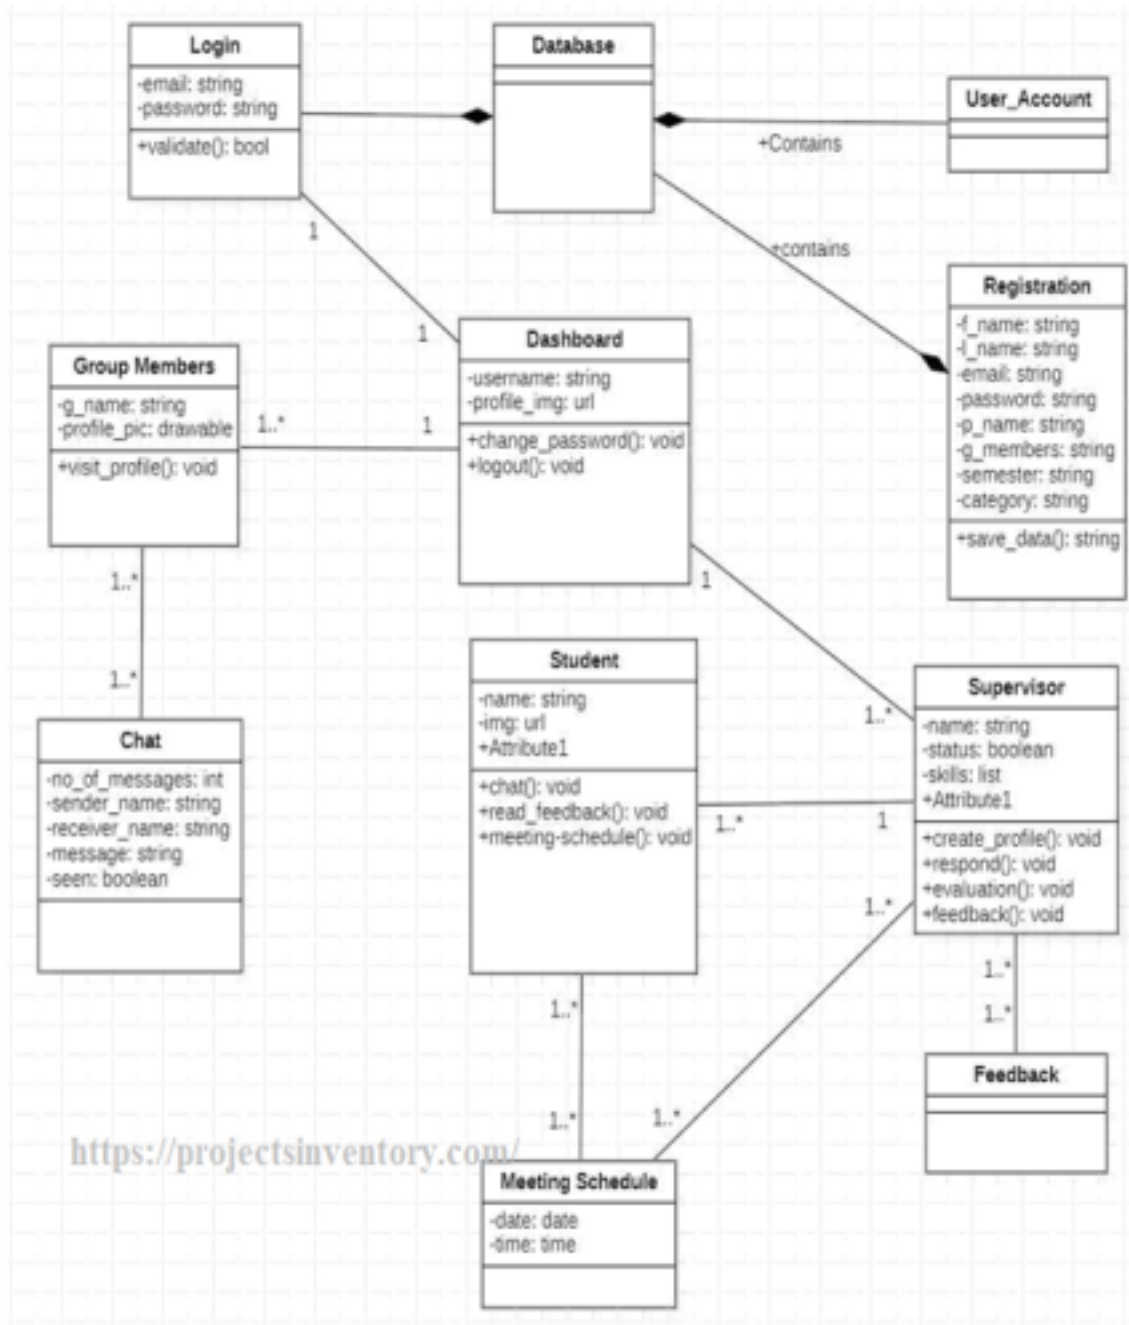 Login
-email: string
-password: string
+validate(): bool
Database
User_Account
+Contains
+contains
1
1
Registration
-f_name: string
-l_name: string
-email: string
-password: string
-p_name: string
-g_members: string
-semester: string
-category: string
+save_data(): string
Dashboard
-username: string
-profile_img: url
+change_password(): void
+logout(): void
Group Members
-g_name: string
-profile_pic: drawable
+visit_profile(): void
1..*
1
1..*
1..*
1
1..*
Chat
-no_of_messages: int
-sender_name: string
-receiver_name: string
-message: string
-seen: boolean
Student
-name: string
-img: url
+Attribute1
+chat(): void
+read_feedback(): void
+meeting-schedule(): void
1..*
1
Supervisor
-name: string
-status: boolean
-skills: list
+Attribute1
+create_profile(): void
+respond(): void
+evaluation(): void
+feedback(): void
1..*
1..*
1..*
1..*
1..*
1..*
Feedback
https://projectsinventory.com/
Meeting Schedule
-date: date
-time: time